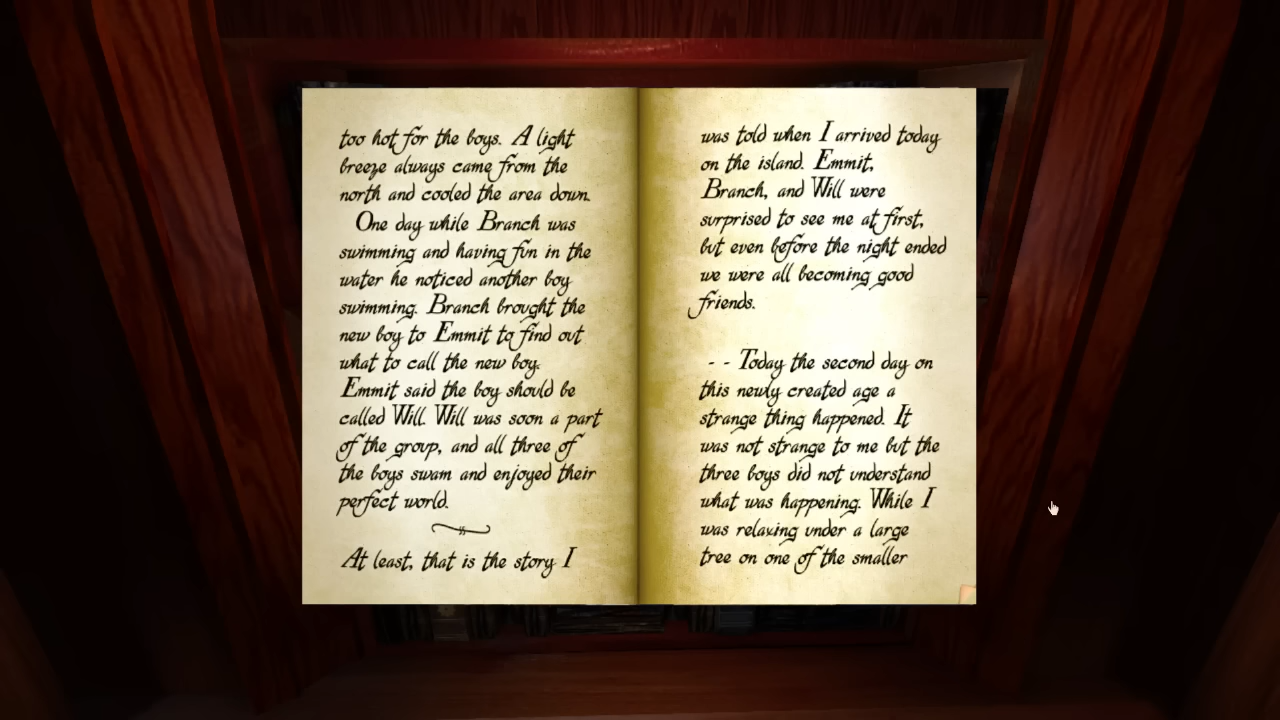 too hot for the boys. A light
breeze always came from the
north and cooled the area down.
One day while Branch was
swimming and having fun in the
water he noticed another boy
swimming. Branch brought the
new boy to Emmit to find out
what to call the new boy.
Emmit said the boy should be
called Will. Will was soon a part
of the group, and all three of
the boys swam and enjoyed their
perfect world.
At least, that is the story I
was told when I arrived today
on the island. Emmit,
Branch, and Will were
surprised to see me at first,
but even before the night ended
we were all becoming good
friends.
- - Today the second day on
this newly created age a
strange thing happened. It
was not strange to me but the
three boys did not understand
what was happening. While I
was relaxing under a large
tree on one of the smaller